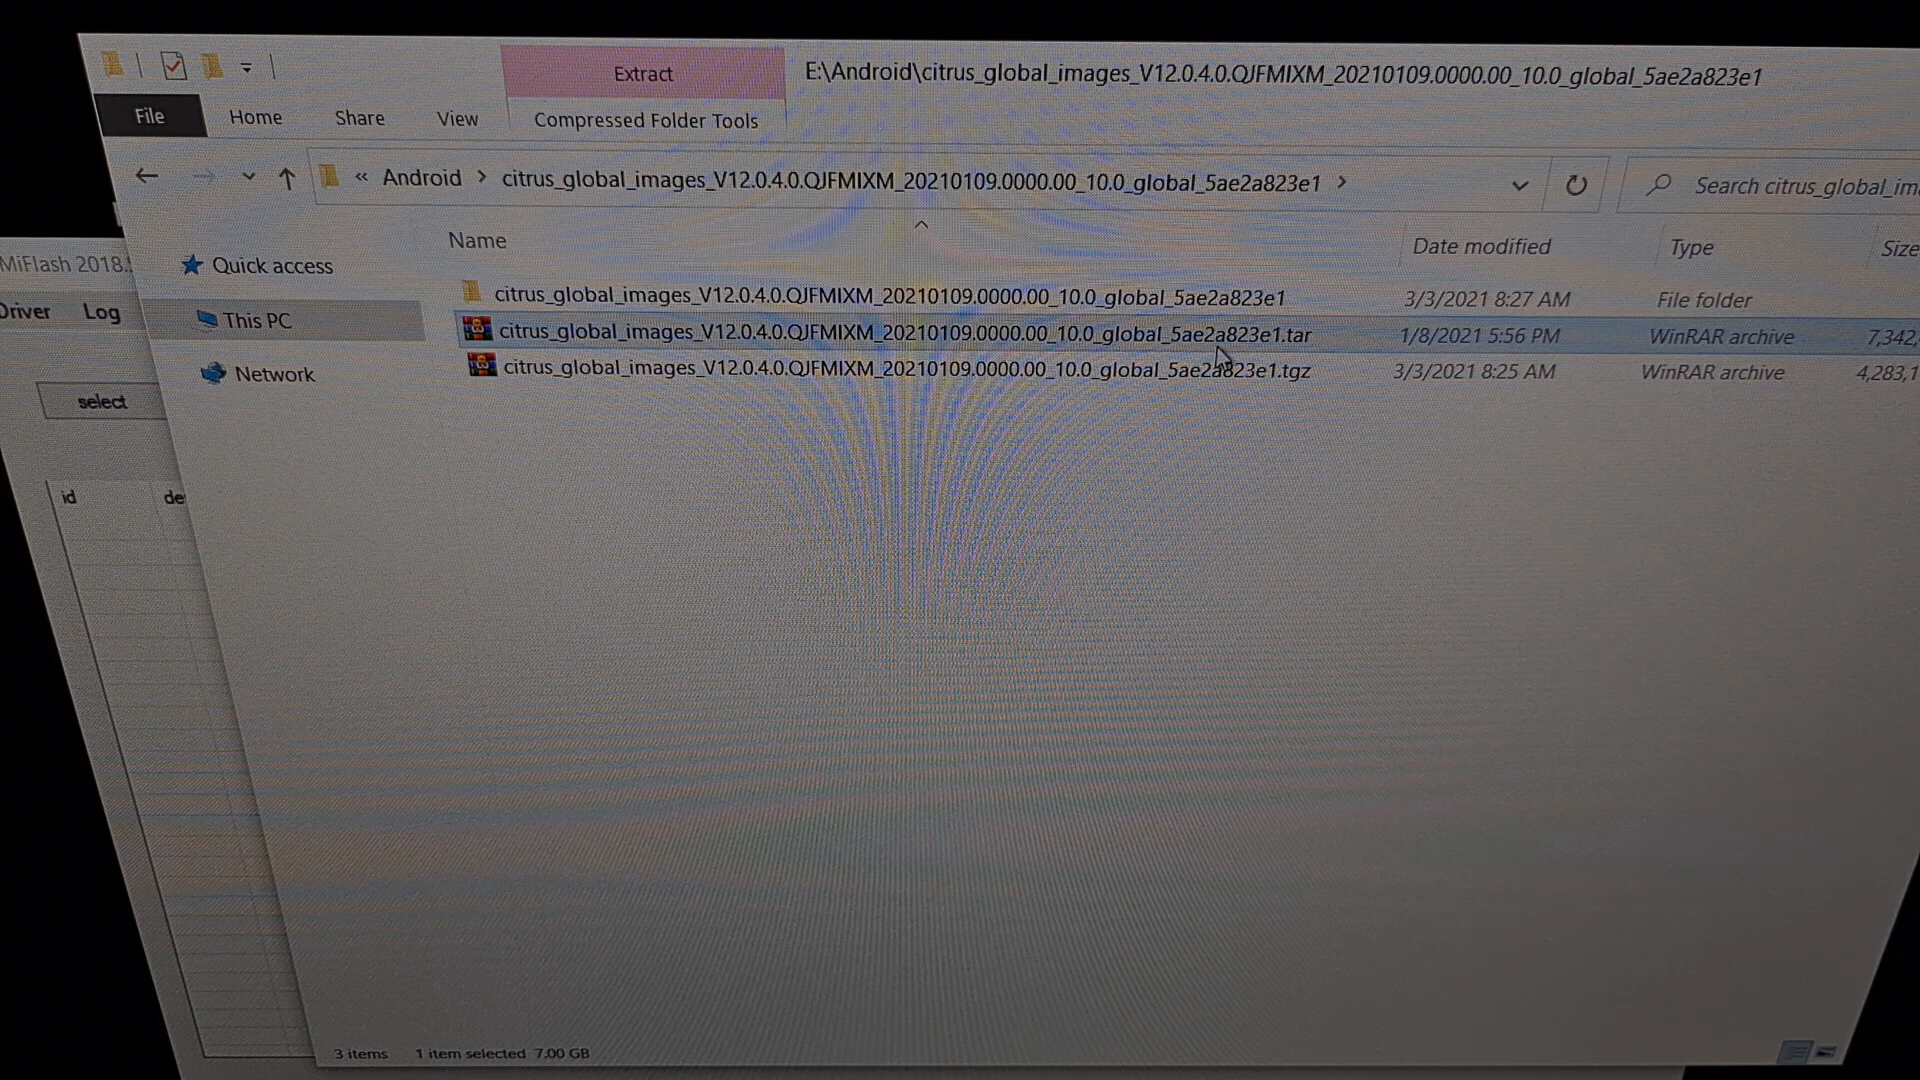 Extract
E:\Android\citrus_global_images_V12.0.4.0.QJFMIXM_20210109.0000.00_10.0_global_5ae2a823e1
File
Home
Share
View
Compressed Folder Tools
« Android > citrus_global_images_V12.0.4.0.QJFMIXM_20210109.0000.00_10.0_global_5ae2a823e1 >
Search citrus_global_ima
Name
Date modified
Type
Size
MiFlash 2018.
Driver
Log
Quick access
This PC
Network
citrus_global_images_V12.0.4.0.QJFMIXM_20210109.0000.00_10.0_global_5ae2a823e1
3/3/2021 8:27 AM
File folder
citrus_global_images_V12.0.4.0.QJFMIXM_20210109.0000.00_10.0_global_5ae2a823e1.tar
1/8/2021 5:56 PM
WinRAR archive
7,342,
citrus_global_images_V12.0.4.0.QJFMIXM_20210109.0000.00_10.0_global_5ae2a823e1.tgz
3/3/2021 8:25 AM
WinRAR archive
4,283,1
select
id
de
3 items
1 item selected 7.00 GB